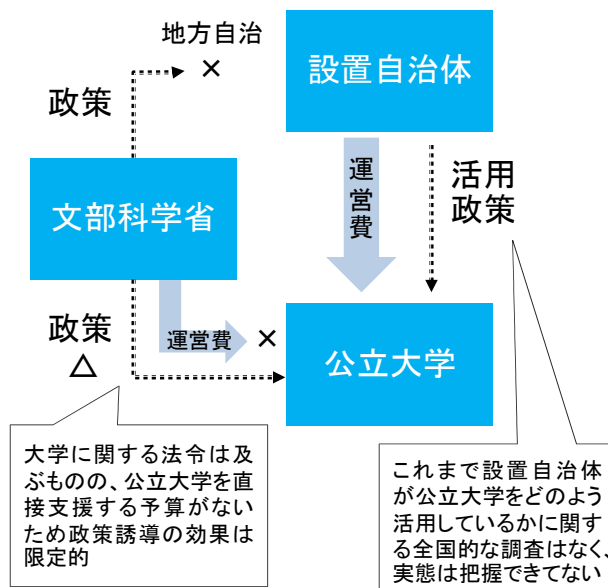 地方自治
×
設置自治体
政策
文部科学省
運営費
活用
政策
政策
△
運営費
×
公立大学
大学に関する法令は及
ぶものの、公立大学を直
接支援する予算がない
ため政策誘導の効果は
限定的
これまで設置自治体
が公立大学をどのよう
活用しているかに関す
る全国的な調査はなく、
実態は把握できてない